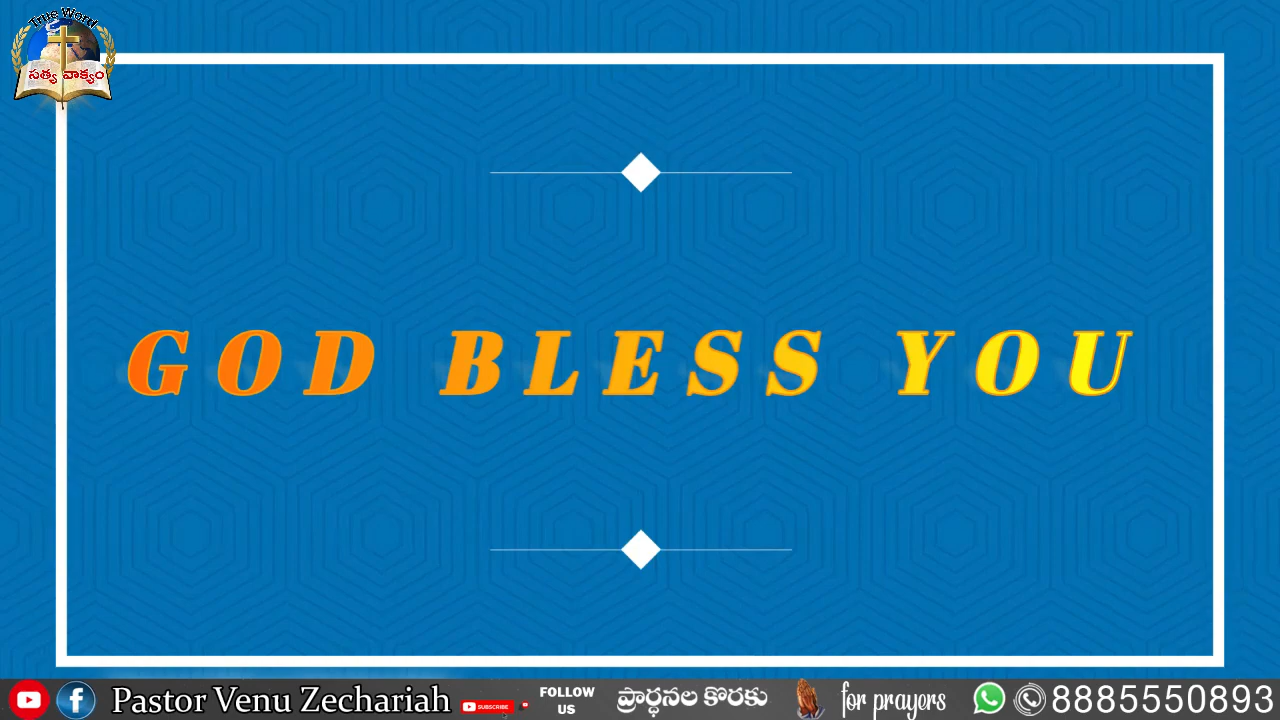 True Word
సత్య వాక్యం
GOD BLESS YOU
Pastor Venu Zechariah
SUBSCRIBE
FOLLOW
US
ప్రార్థనల కొరకు
for prayers
8885550893